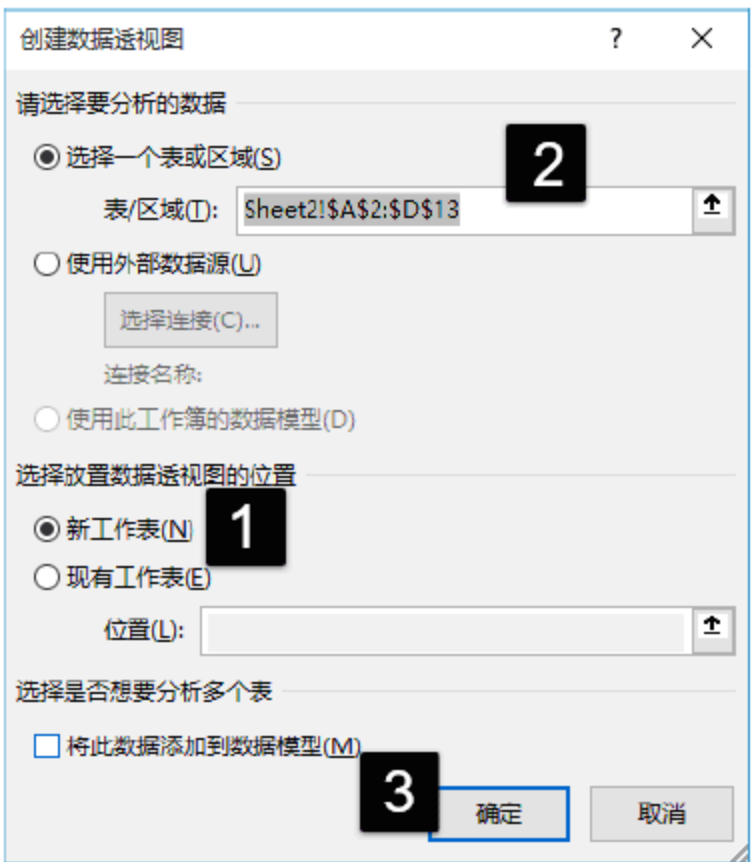 创建数据透视图 ? ×
请选择要分析的数据
选择一个表或区域(S)
2
表/区域(T): Sheet2!$A$2:$D$13
使用外部数据源(U)
选择连接(C)...
连接名称:
使用此工作簿的数据模型(D)
选择放置数据透视图的位置
新工作表(N)
1
现有工作表(E)
位置(L):
选择是否想要分析多个表
将此数据添加到数据模型(M)
3
确定 取消